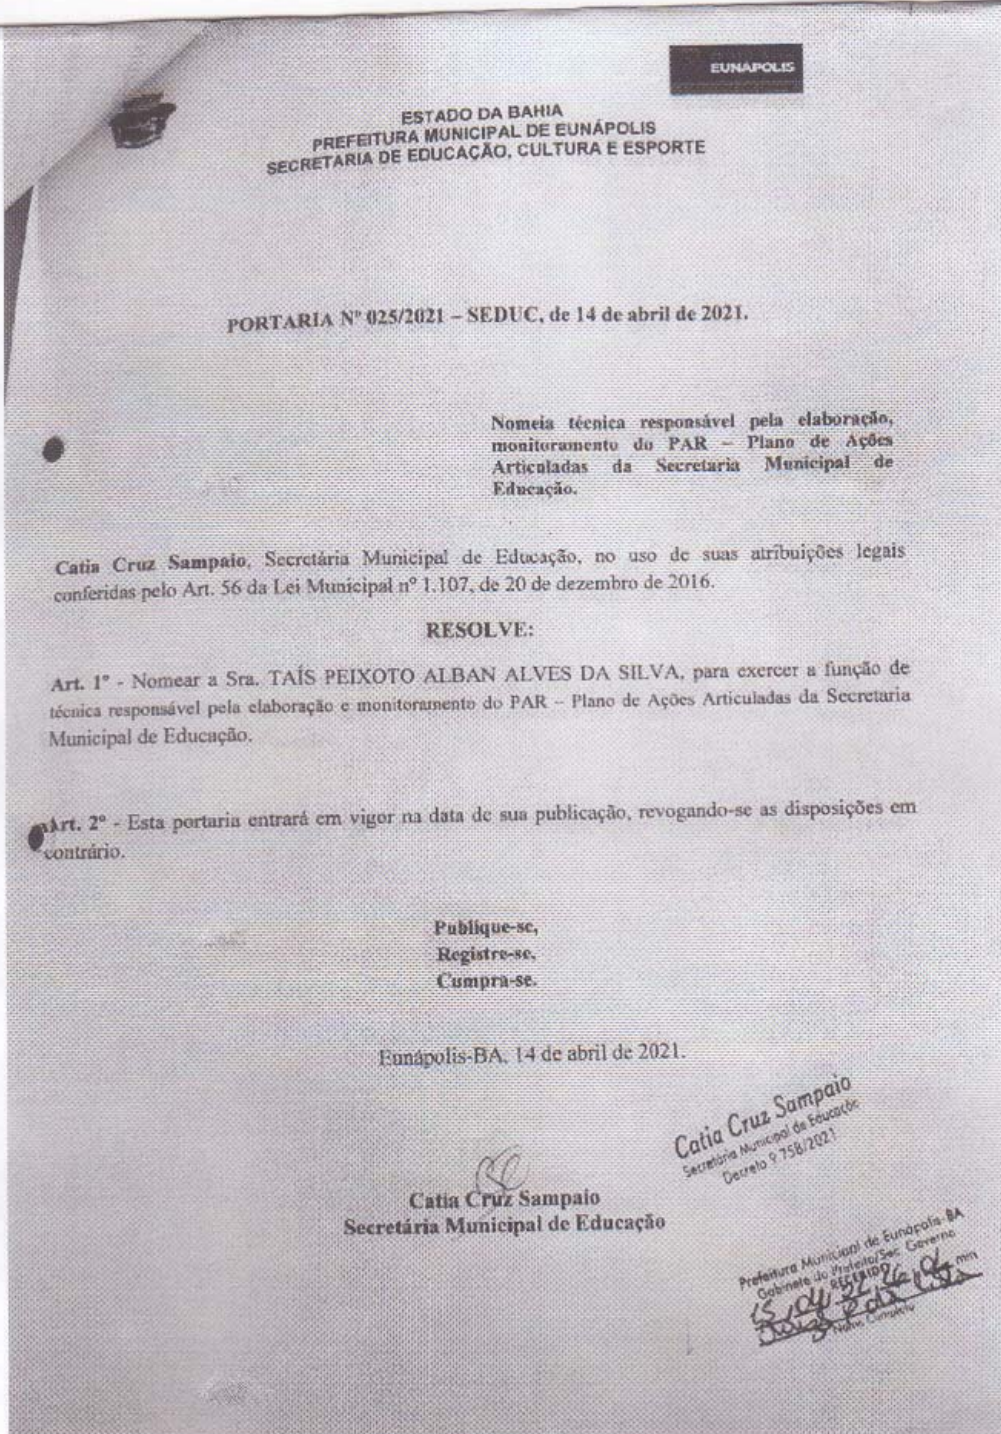 EUNAPOLIS
ESTADO DA BAHIA
PREFEITURA MUNICIPAL DE EUNÁPOLIS
SECRETARIA DE EDUCAÇÃO, CULTURA E ESPORTE
PORTARIA Nº 025/2021 – SEDUC, de 14 de abril de 2021.
Nomeia técnica responsável pela elaboração,
monitoramento do PAR – Plano de Ações
Articuladas da Secretaria Municipal de
Educação.
Catia Cruz Sampaio, Secretária Municipal de Educação, no uso de suas atribuições legais
conferidas pelo Art. 56 da Lei Municipal nº 1.107, de 20 de dezembro de 2016.
RESOLVE:
Art. 1º - Nomear a Sra. TAÍS PEIXOTO ALBAN ALVES DA SILVA, para exercer a função de
técnica responsável pela elaboração e monitoramento do PAR – Plano de Ações Articuladas da Secretaria
Municipal de Educação.
Art. 2º - Esta portaria entrará em vigor na data de sua publicação, revogando-se as disposições em
contrário.
Publique-se,
Registre-se,
Cumpra-se.
Eunápolis-BA, 14 de abril de 2021.
Catia Cruz Sampaio
Secretária Municipal de Educação
Decreto 9.758/2021
Catia Cruz Sampaio
Secretária Municipal de Educação
Prefeitura Municipal de Eunápolis-BA
Gabinete do Prefeito/Sec. Governo
RECEBIDO
15, 04, min
Nome Completo